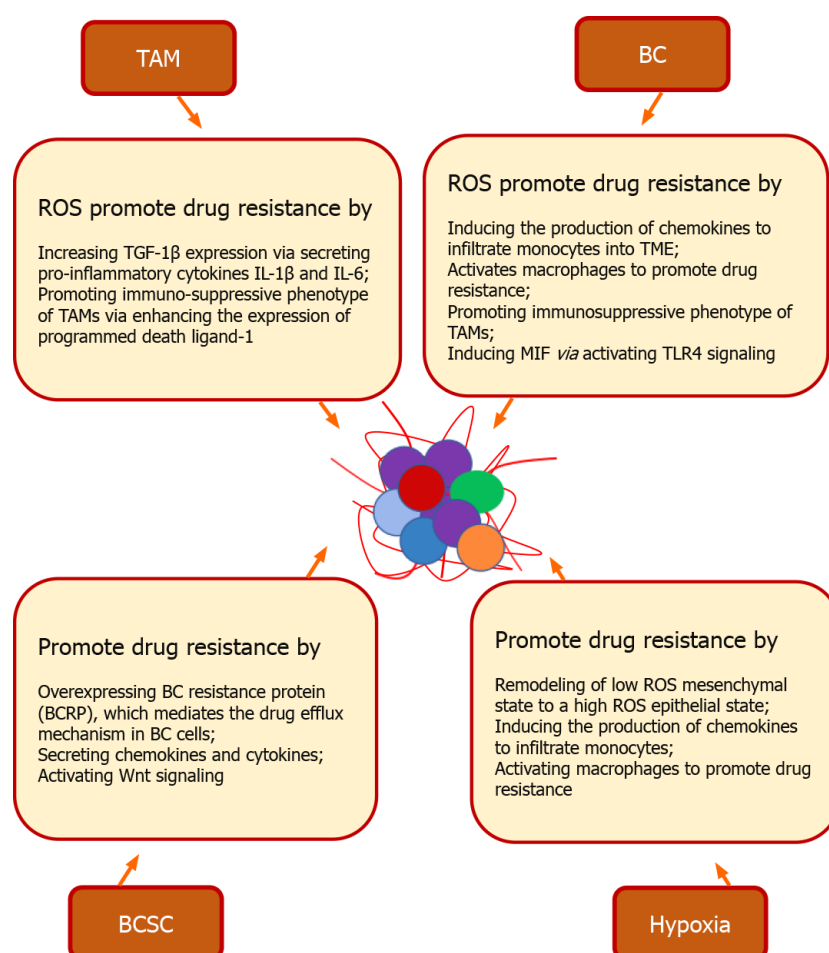 TAM
ROS promote drug resistance by
Increasing TGF-1β expression via secreting
pro-inflammatory cytokines IL-1β and IL-6;
Promoting immuno-suppressive phenotype
of TAMs via enhancing the expression of
programmed death ligand-1
BC
ROS promote drug resistance by
Inducing the production of chemokines to
infiltrate monocytes into TME;
Activates macrophages to promote drug
resistance;
Promoting immunosuppressive phenotype of
TAMs;
Inducing MIF via activating TLR4 signaling
Promote drug resistance by
Overexpressing BC resistance protein
(BCRP), which mediates the drug efflux
mechanism in BC cells;
Secreting chemokines and cytokines;
Activating Wnt signaling
BCSC
Promote drug resistance by
Remodeling of low ROS mesenchymal
state to a high ROS epithelial state;
Inducing the production of chemokines
to infiltrate monocytes;
Activating macrophages to promote drug
resistance
Hypoxia